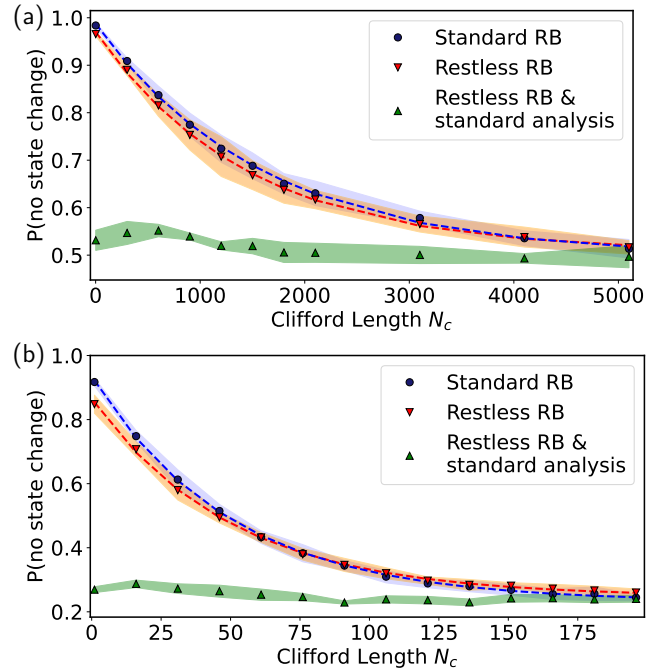 (a)
1.0
0.9
0.8
0.7
0.6
0.5
P(no state change)
Standard RB
Restless RB
Restless RB &
standard analysis
0 1000 2000 3000 4000 5000
Clifford Length N_c
(b)
1.0
0.8
0.6
0.4
0.2
P(no state change)
Standard RB
Restless RB
Restless RB &
standard analysis
0 25 50 75 100 125 150 175
Clifford Length N_c